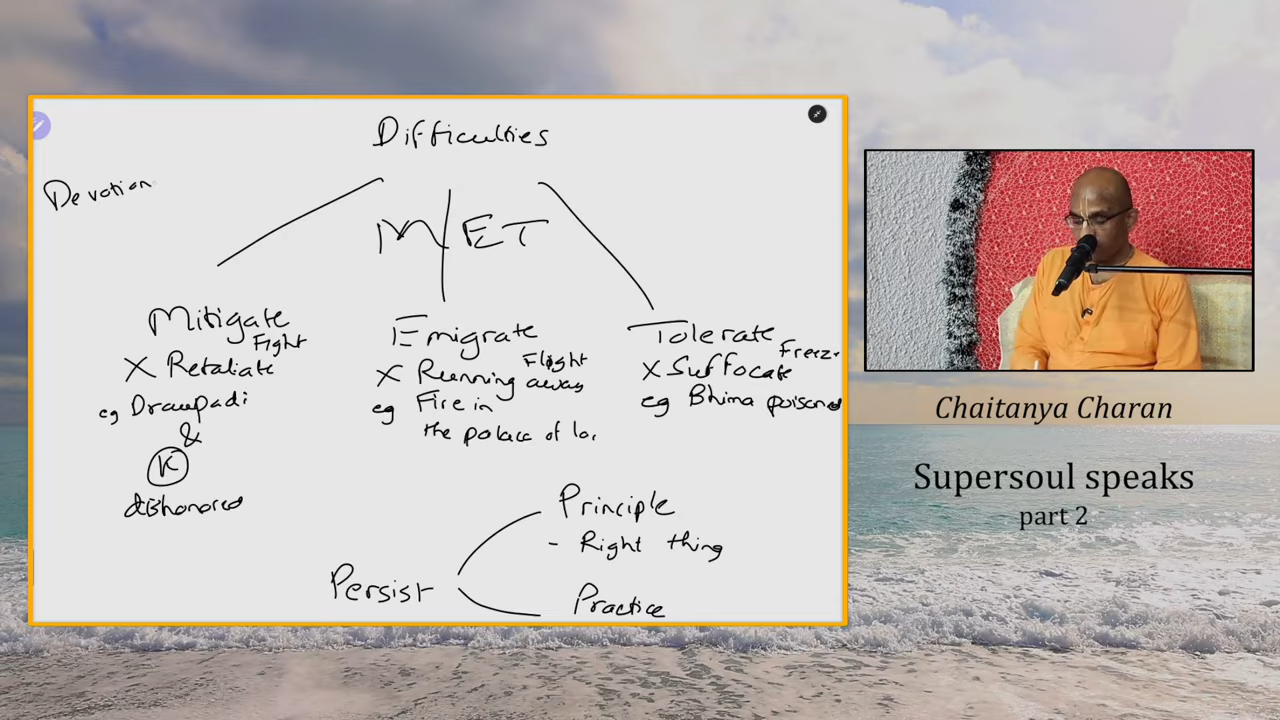 Difficulties
Devotion
M/ET
Mitigate
Fight
X Retaliate
eg Draupadi
&
K
dishonored
Emigrate
Flight
X Running away
eg Fire in
the palace of lac
Tolerate
Freeze
X Suffocate
eg Bhima poisoned
Persist
Principle
- Right thing
Practice
Chaitanya Charan
Supersoul speaks
part 2